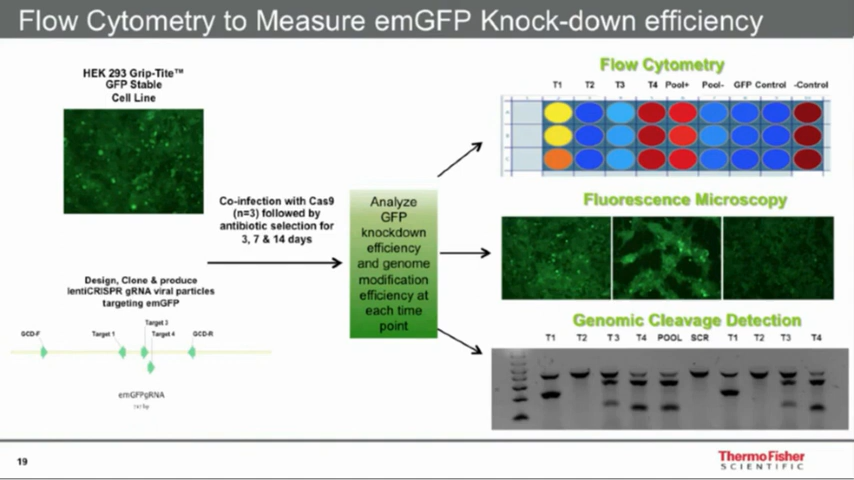 Flow Cytometry to Measure emGFP Knock-down efficiency
HEK 293 Grip-Tite™
GFP Stable
Cell Line
Co-infection with Cas9
(n=3) followed by
antibiotic selection for
3, 7 & 14 days
Design, Clone & produce
lentiCRISPR gRNA viral particles
targeting emGFP
Target 3
GCD-F Target 1 Target 4 GCD-R
emGFPgRNA
Analyze
GFP
knockdown
efficiency
and genome
modification
efficiency at
each time
point
Flow Cytometry
T1 T2 T3 T4 Pool+ Pool- GFP Control -Control
A
B
C
Fluorescence Microscopy
Genomic Cleavage Detection
T1 T2 T3 T4 POOL SCR T1 T2 T3 T4
19
ThermoFisher
SCIENTIFIC